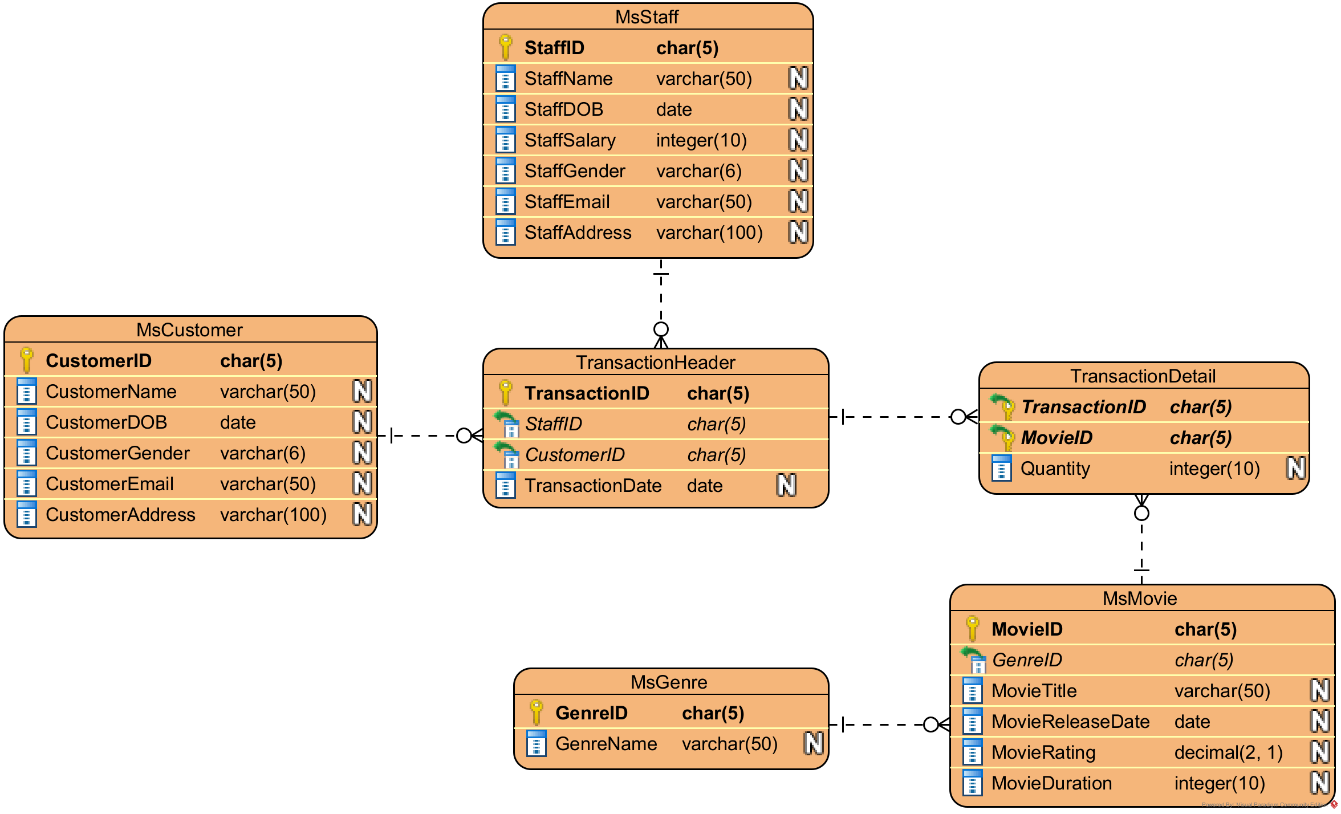 MsStaff
StaffID char(5)
StaffName varchar(50) N
StaffDOB date N
StaffSalary integer(10) N
StaffGender varchar(6) N
StaffEmail varchar(50) N
StaffAddress varchar(100) N
MsCustomer
CustomerID char(5)
CustomerName varchar(50) N
CustomerDOB date N
CustomerGender varchar(6) N
CustomerEmail varchar(50) N
CustomerAddress varchar(100) N
TransactionHeader
TransactionID char(5)
StaffID char(5)
CustomerID char(5)
TransactionDate date N
TransactionDetail
TransactionID char(5)
MovieID char(5)
Quantity integer(10) N
MsGenre
GenreID char(5)
GenreName varchar(50) N
MsMovie
MovieID char(5)
GenreID char(5)
MovieTitle varchar(50) N
MovieReleaseDate date N
MovieRating decimal(2, 1) N
MovieDuration integer(10) N